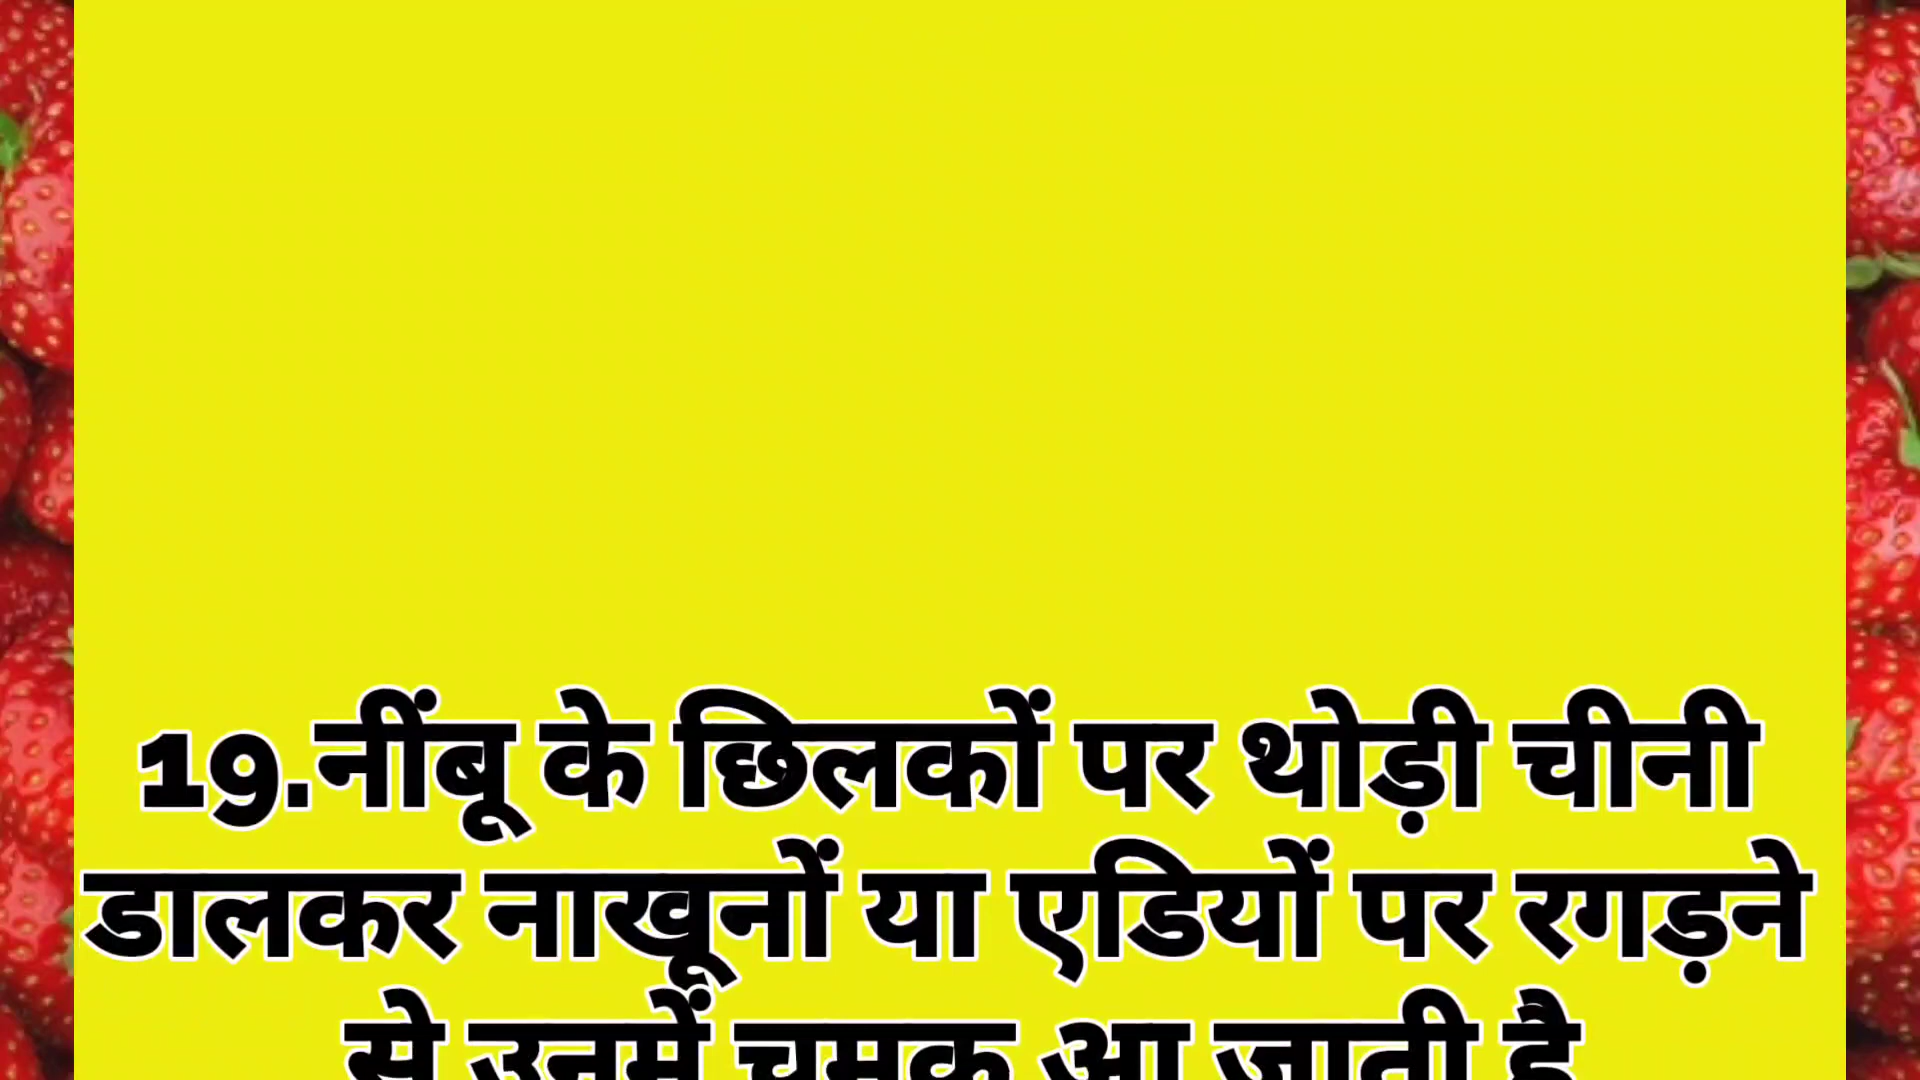 19.नींबू के छिलकों पर थोड़ी चीनी
डालकर नाखूनों या एडियों पर रगड़ने
से उनमें चमक आ जाती है